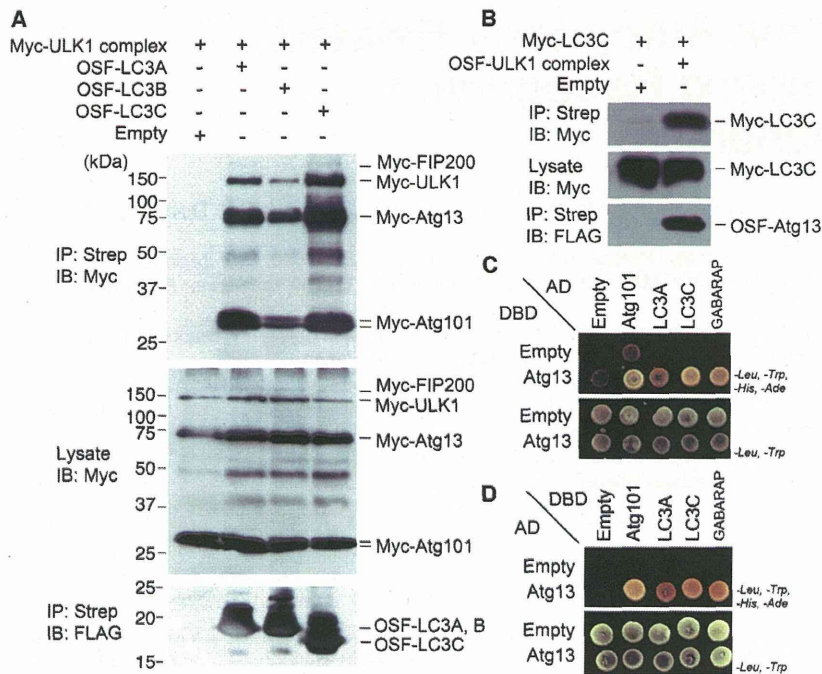 A
Myc-ULK1 complex + + + +
OSF-LC3A - + - -
OSF-LC3B - - + -
OSF-LC3C - - - +
Empty + - - -
(kDa)
150
100
75
50
37
25
IP: Strep
IB: Myc
Myc-FIP200
Myc-ULK1
Myc-Atg13
Myc-Atg101
150
100
75
50
37
25
Lysate
IB: Myc
Myc-FIP200
Myc-ULK1
Myc-Atg13
Myc-Atg101
25
20
15
IP: Strep
IB: FLAG
OSF-LC3A, B
OSF-LC3C
B
Myc-LC3C + +
OSF-ULK1 complex - +
Empty + -
IP: Strep
IB: Myc
Myc-LC3C
Lysate
IB: Myc
Myc-LC3C
IP: Strep
IB: FLAG
OSF-Atg13
C
AD
DBD
Empty
Atg101
LC3A
LC3C
GABARAP
Empty
Atg13
-Leu, -Trp,
-His, -Ade
Empty
Atg13
-Leu, -Trp
D
DBD
AD
Empty
Atg101
LC3A
LC3C
GABARAP
Empty
Atg13
-Leu, -Trp,
-His, -Ade
Empty
Atg13
-Leu, -Trp